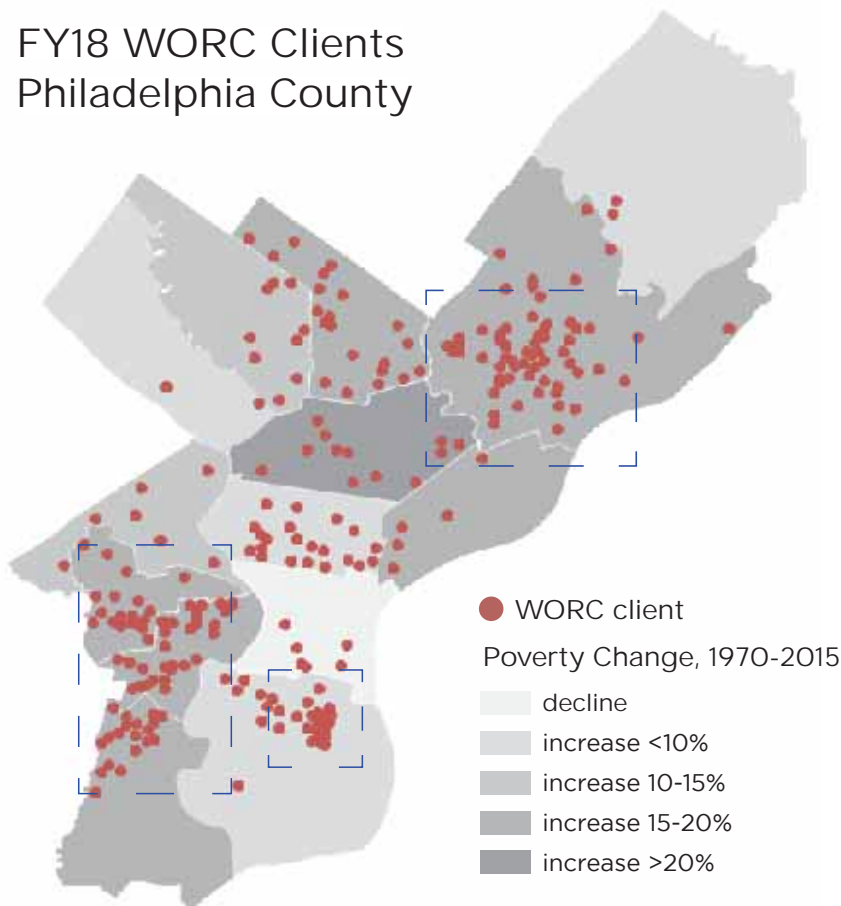 FY18 WORC Clients
Philadelphia County
WORC client
Poverty Change, 1970-2015
decline
increase <10%
increase 10-15%
increase 15-20%
increase >20%